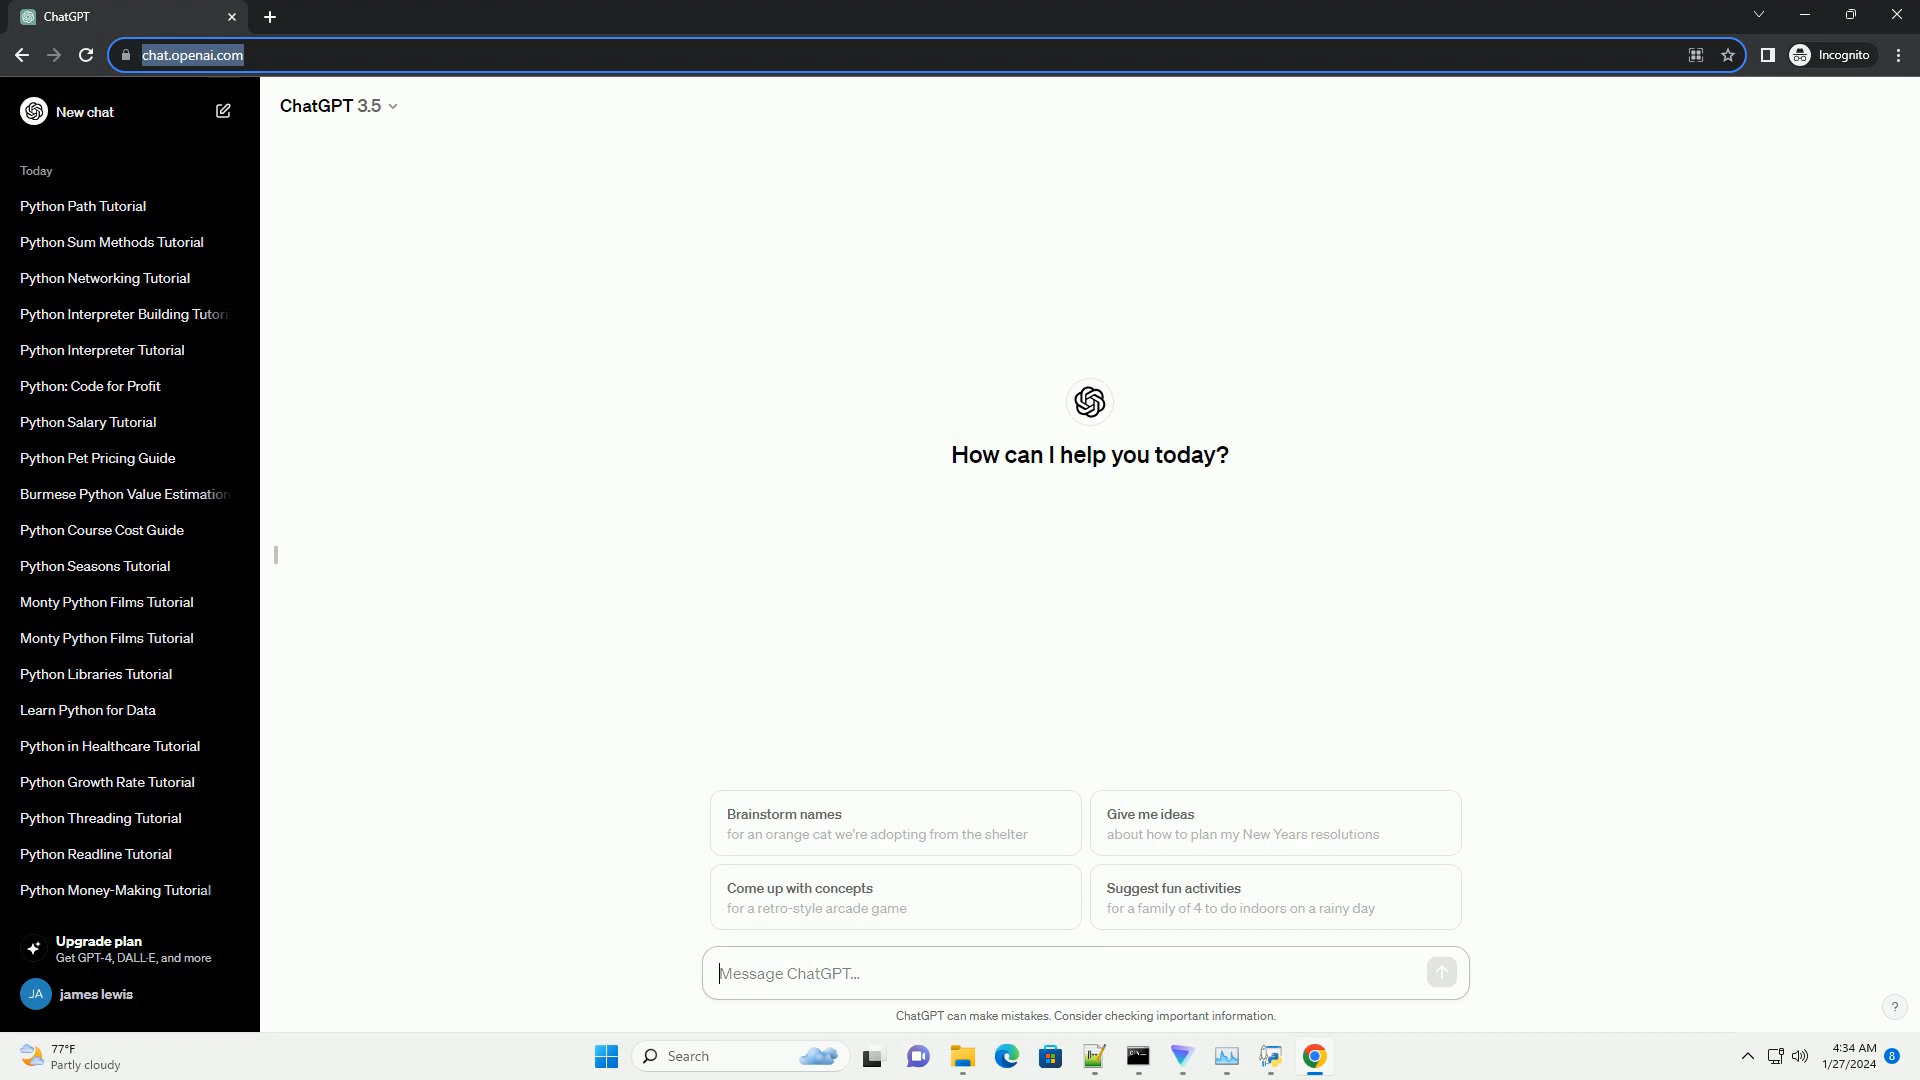 ChatGPT
chat.openai.com
Incognito
New chat
ChatGPT 3.5
Today
Python Path Tutorial
Python Sum Methods Tutorial
Python Networking Tutorial
Python Interpreter Building Tutori
Python Interpreter Tutorial
Python: Code for Profit
Python Salary Tutorial
Python Pet Pricing Guide
Burmese Python Value Estimation
Python Course Cost Guide
Python Seasons Tutorial
Monty Python Films Tutorial
Monty Python Films Tutorial
Python Libraries Tutorial
Learn Python for Data
Python in Healthcare Tutorial
Python Growth Rate Tutorial
Python Threading Tutorial
Python Readline Tutorial
Python Money-Making Tutorial
Upgrade plan
Get GPT-4, DALL·E, and more
JA
james lewis
How can I help you today?
Brainstorm names
for an orange cat we're adopting from the shelter
Give me ideas
about how to plan my New Years resolutions
Come up with concepts
for a retro-style arcade game
Suggest fun activities
for a family of 4 to do indoors on a rainy day
Message ChatGPT...
ChatGPT can make mistakes. Consider checking important information.
?
77°F
Partly cloudy
Search
4:34 AM
1/27/2024
8